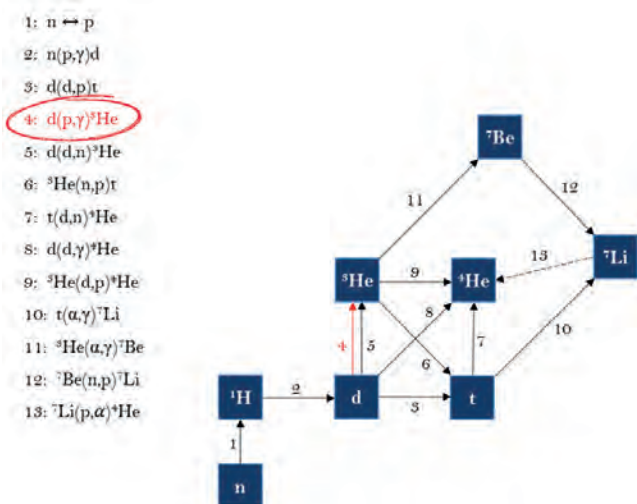 1: n ↔ p
2: n(p,γ)d
3: d(d,p)t
4: d(p,γ)³He
5: d(d,n)³He
6: ³He(n,p)t
7: t(d,n)⁴He
8: d(d,γ)⁴He
9: ³He(d,p)⁴He
10: t(α,γ)⁷Li
11: ³He(α,γ)⁷Be
12: ⁷Be(n,p)⁷Li
13: ⁷Li(p,α)⁴He
⁷Be
11
12
³He
9
⁴He
13
⁷Li
4
5
8
6
7
10
¹H
2
d
3
t
1
n